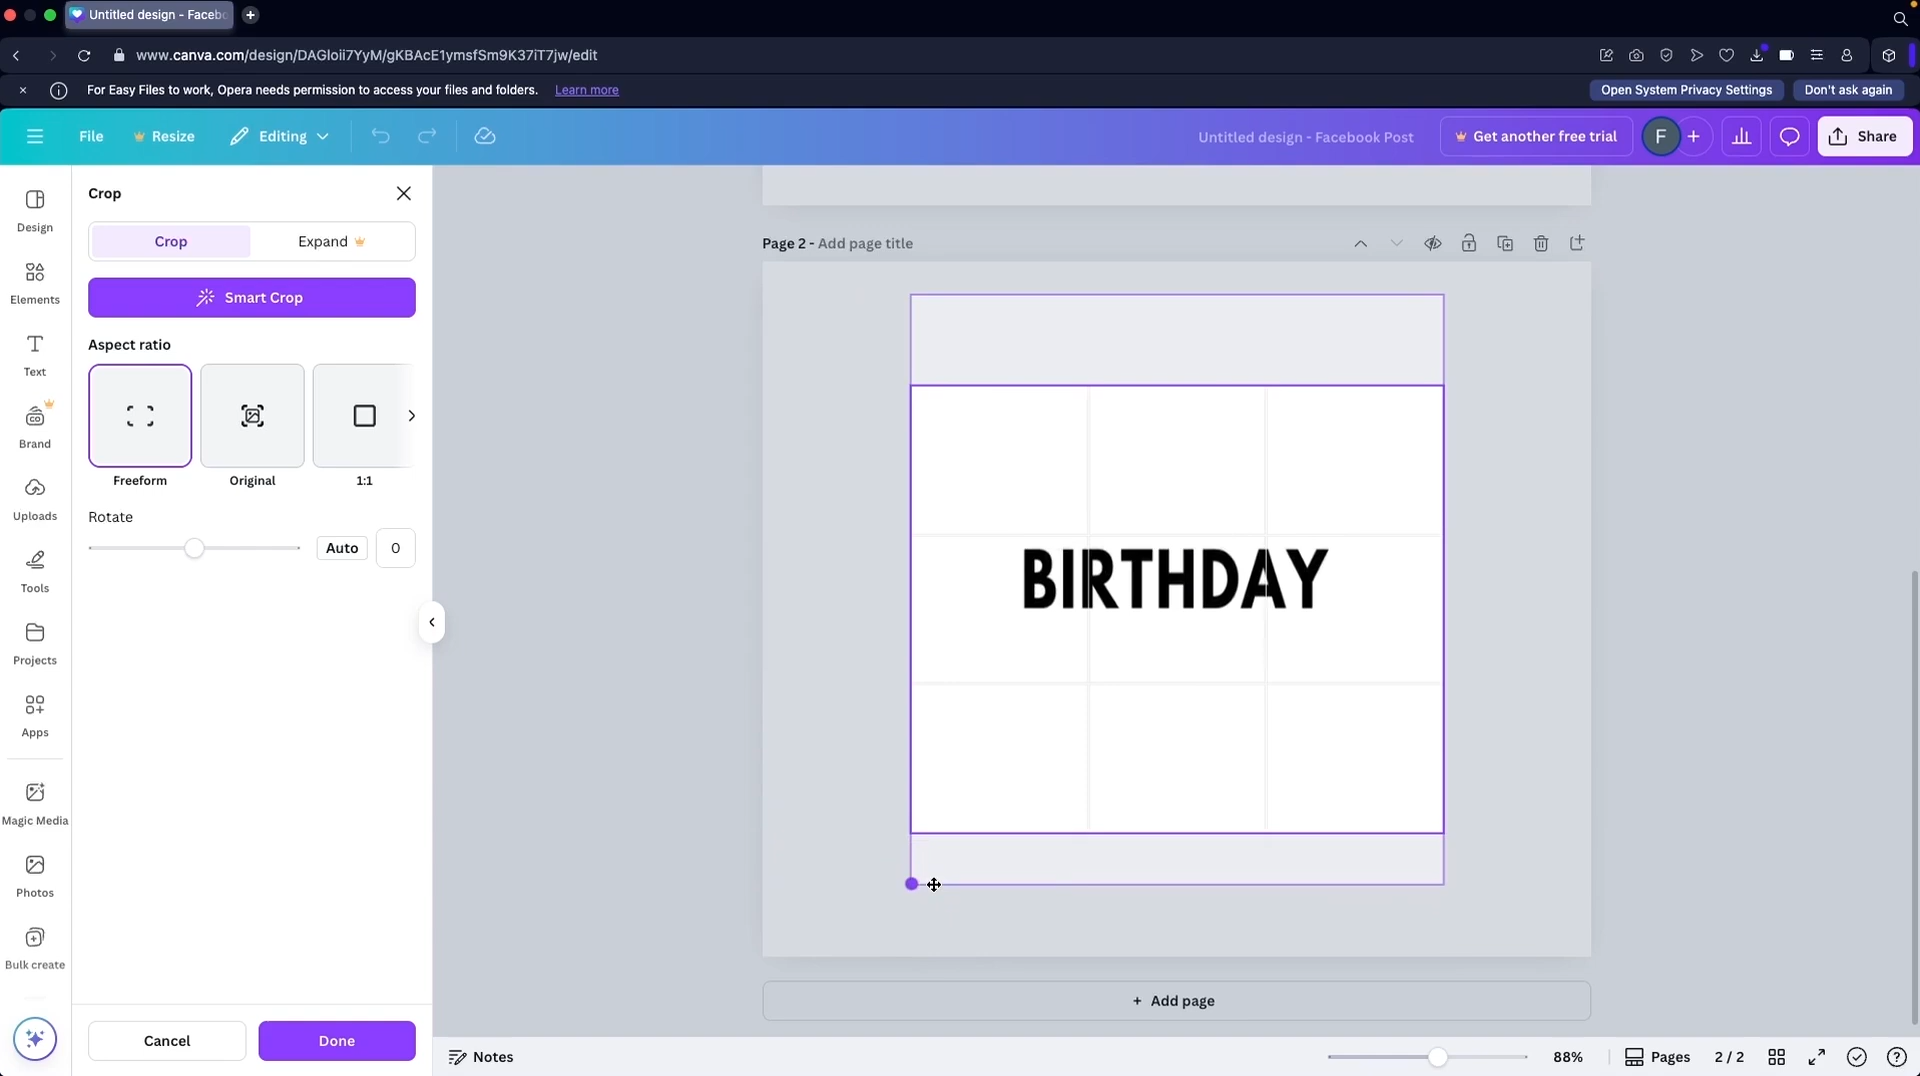 Untitled design - Facebo
www.canva.com/design/DAGloii7YyM/gKBAcE1ymsfSm9K37iT7jw/edit
For Easy Files to work, Opera needs permission to access your files and folders. Learn more
Open System Privacy Settings
Don't ask again
File
Resize
Editing
Untitled design - Facebook Post
Get another free trial
F
Share
Design
Elements
Text
Brand
Uploads
Tools
Projects
Apps
Magic Media
Photos
Bulk create
Crop
Crop
Expand
Smart Crop
Aspect ratio
Freeform
Original
1:1
Rotate
Auto
0
Cancel
Done
Page 2 - Add page title
BIRTHDAY
+ Add page
Notes
88%
Pages
2 / 2